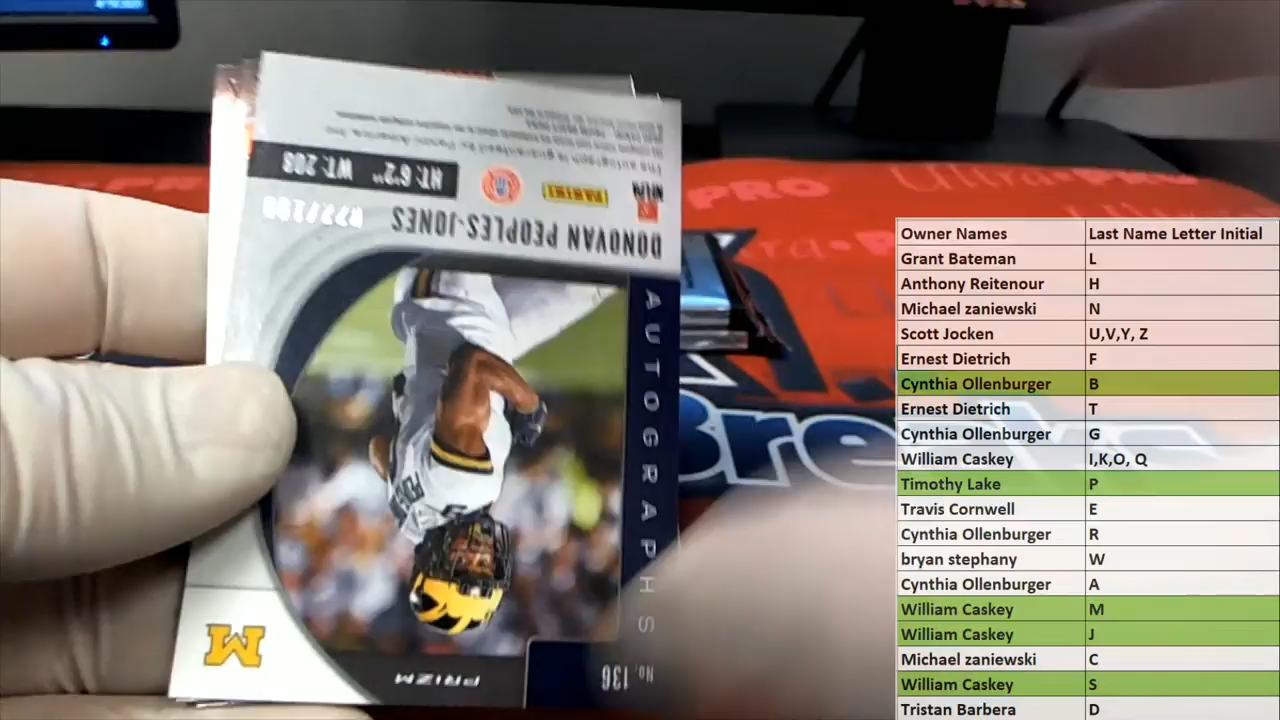 DONOVAN PEOPLES-JONES
HT: 6'2" WT: 208
PANINI
AUTOGRAPHS
No. 136
PRIZM
M
PRO
Ultra PRO
Owner Names Last Name Letter Initial
Grant Bateman L
Anthony Reitenour H
Michael zaniewski N
Scott Jocken U,V,Y, Z
Ernest Dietrich F
Cynthia Ollenburger B
Ernest Dietrich T
Cynthia Ollenburger G
William Caskey I,K,O, Q
Timothy Lake P
Travis Cornwell E
Cynthia Ollenburger R
bryan stephany W
Cynthia Ollenburger A
William Caskey M
William Caskey J
Michael zaniewski C
William Caskey S
Tristan Barbera D